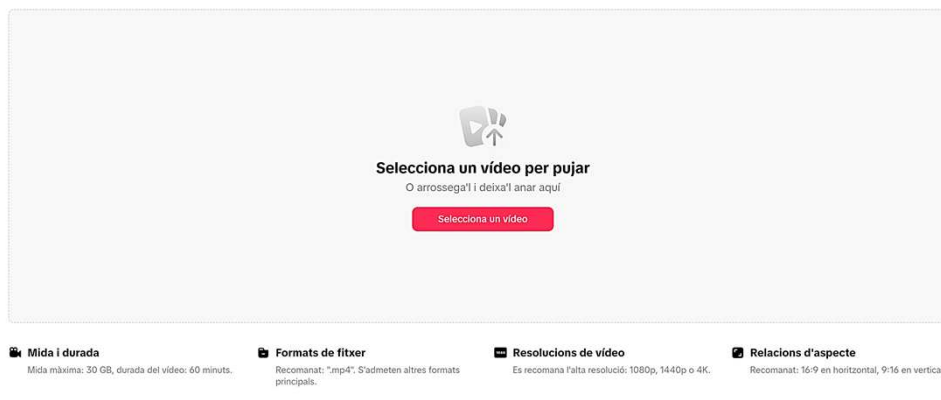 Selecciona un vídeo per pujar
O arrossega'l i deixa'l anar aquí
Selecciona un vídeo
Mida i durada
Mida màxima: 30 GB, durada del vídeo: 60 minuts.
Formats de fitxer
Recomanat: ".mp4". S'admeten altres formats
principals.
Resolucions de vídeo
Es recomana l'alta resolució: 1080p, 1440p o 4K.
Relacions d'aspecte
Recomanat: 16:9 en horitzontal, 9:16 en vertica